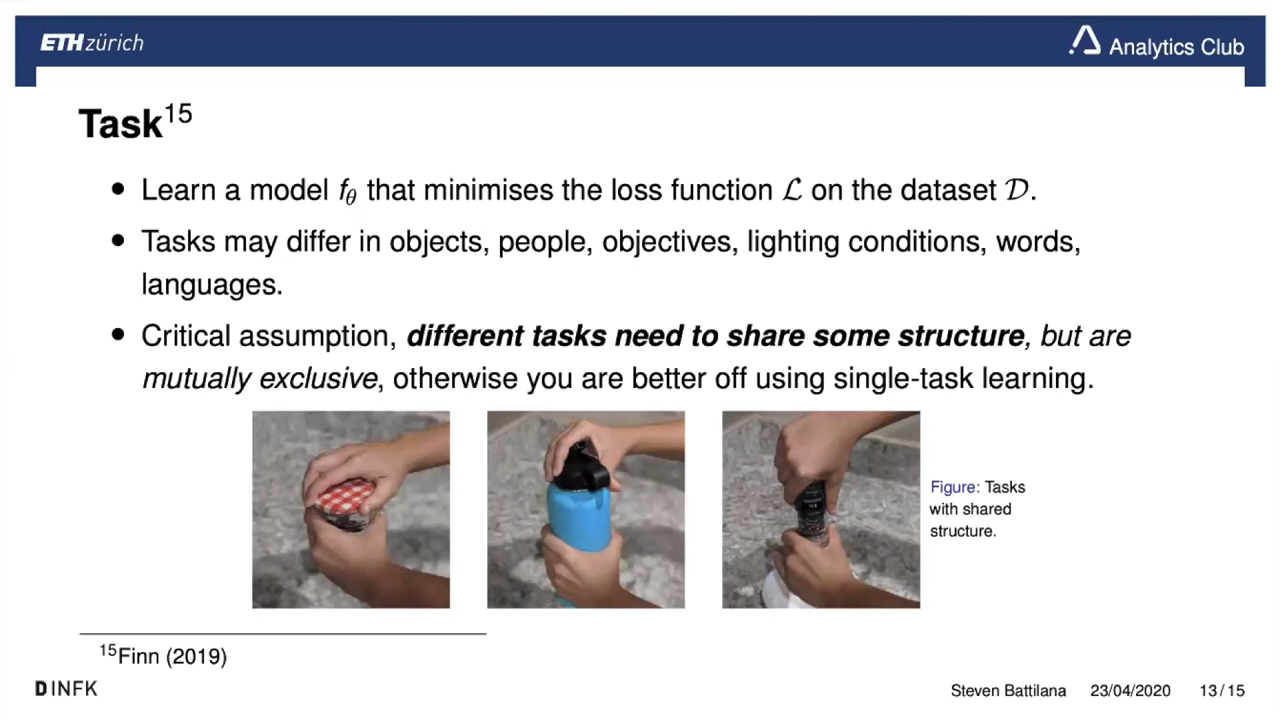 ETH zürich
Analytics Club
Task15
• Learn a model fθ that minimises the loss function ℒ on the dataset 𝒟.
• Tasks may differ in objects, people, objectives, lighting conditions, words,
languages.
• Critical assumption, different tasks need to share some structure, but are
mutually exclusive, otherwise you are better off using single-task learning.
Figure: Tasks
with shared
structure.
15Finn (2019)
D INFK
Steven Battilana 23/04/2020 13/15